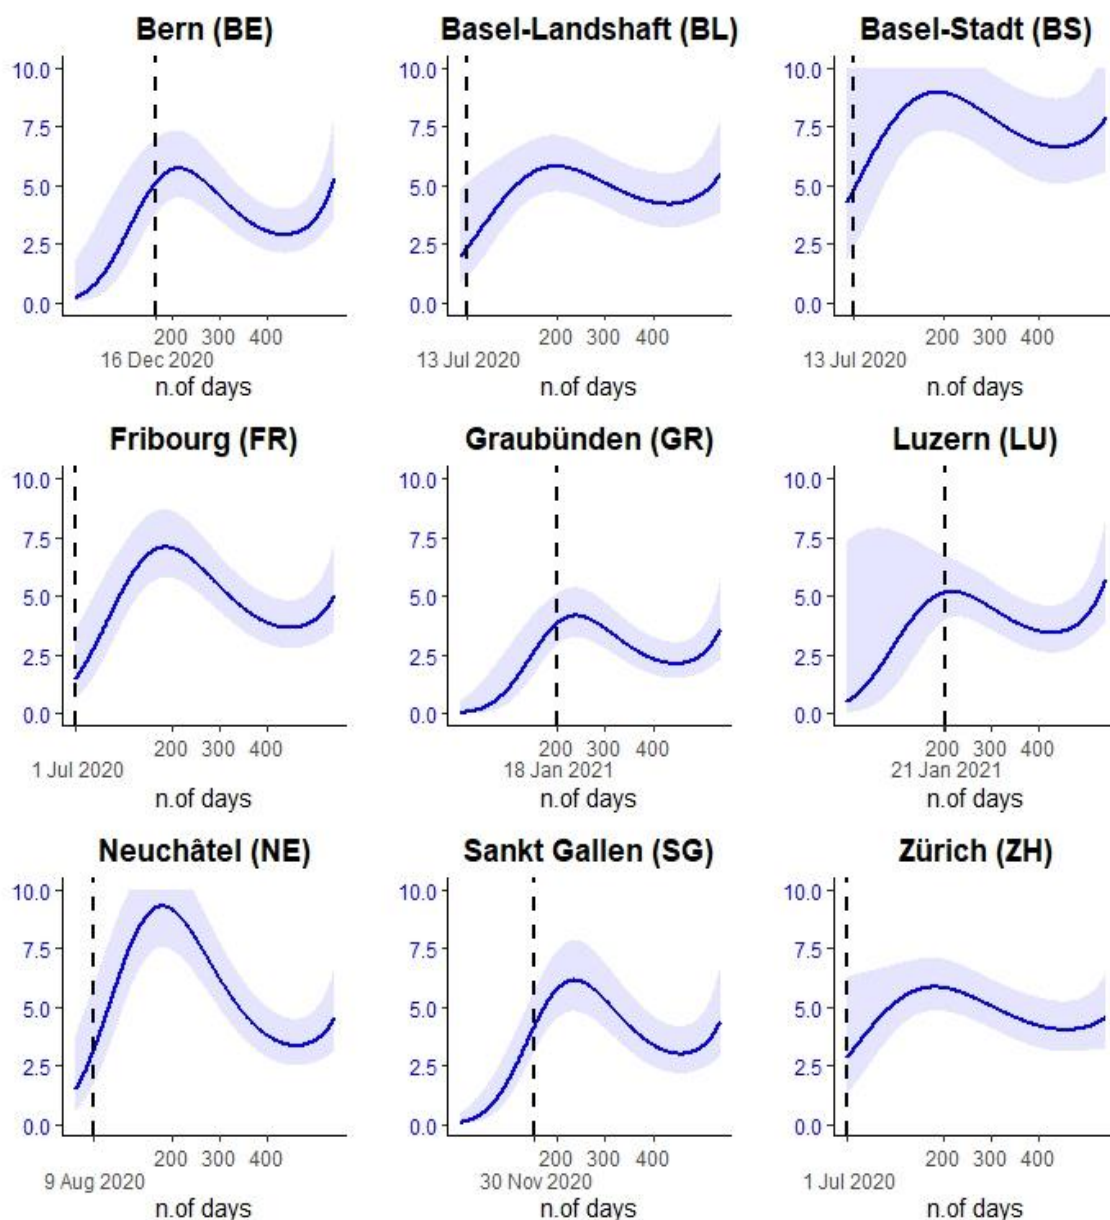 Bern (BE)
Basel-Landshaft (BL)
Basel-Stadt (BS)
10.0
7.5
5.0
2.5
0.0
200 300 400
16 Dec 2020
n.of days
10.0
7.5
5.0
2.5
0.0
200 300 400
13 Jul 2020
n.of days
10.0
7.5
5.0
2.5
0.0
200 300 400
13 Jul 2020
n.of days
Fribourg (FR)
Graubünden (GR)
Luzern (LU)
10.0
7.5
5.0
2.5
0.0
200 300 400
1 Jul 2020
n.of days
10.0
7.5
5.0
2.5
0.0
200 300 400
18 Jan 2021
n.of days
10.0
7.5
5.0
2.5
0.0
200 300 400
21 Jan 2021
n.of days
Neuchâtel (NE)
Sankt Gallen (SG)
Zürich (ZH)
10.0
7.5
5.0
2.5
0.0
200 300 400
9 Aug 2020
n.of days
10.0
7.5
5.0
2.5
0.0
200 300 400
30 Nov 2020
n.of days
10.0
7.5
5.0
2.5
0.0
200 300 400
1 Jul 2020
n.of days